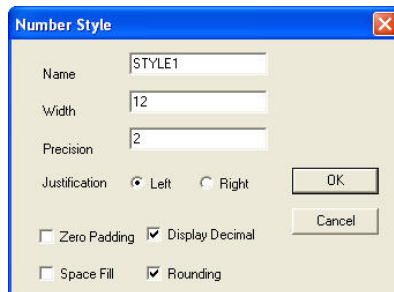 Number Style
Name STYLE1
Width 12
Precision 2
Justification Left Right OK
Cancel
Zero Padding Display Decimal
Space Fill Rounding